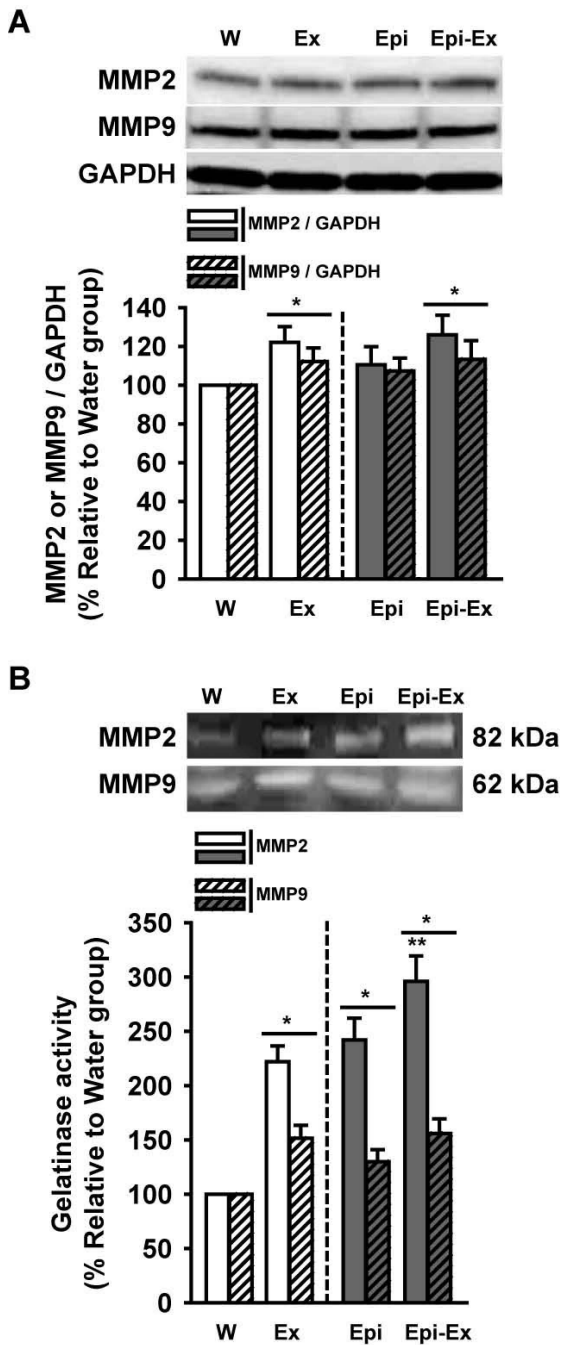 A
W Ex Epi Epi-Ex
MMP2
MMP9
GAPDH
MMP2 / GAPDH
MMP9 / GAPDH
MMP2 or MMP9 / GAPDH
(% Relative to Water group)
140
120
100
80
60
40
20
0
* *
W Ex Epi Epi-Ex
B
W Ex Epi Epi-Ex
MMP2 82 kDa
MMP9 62 kDa
MMP2
MMP9
Gelatinase activity
(% Relative to Water group)
350
300
250
200
150
100
50
0
* * *
**
W Ex Epi Epi-Ex